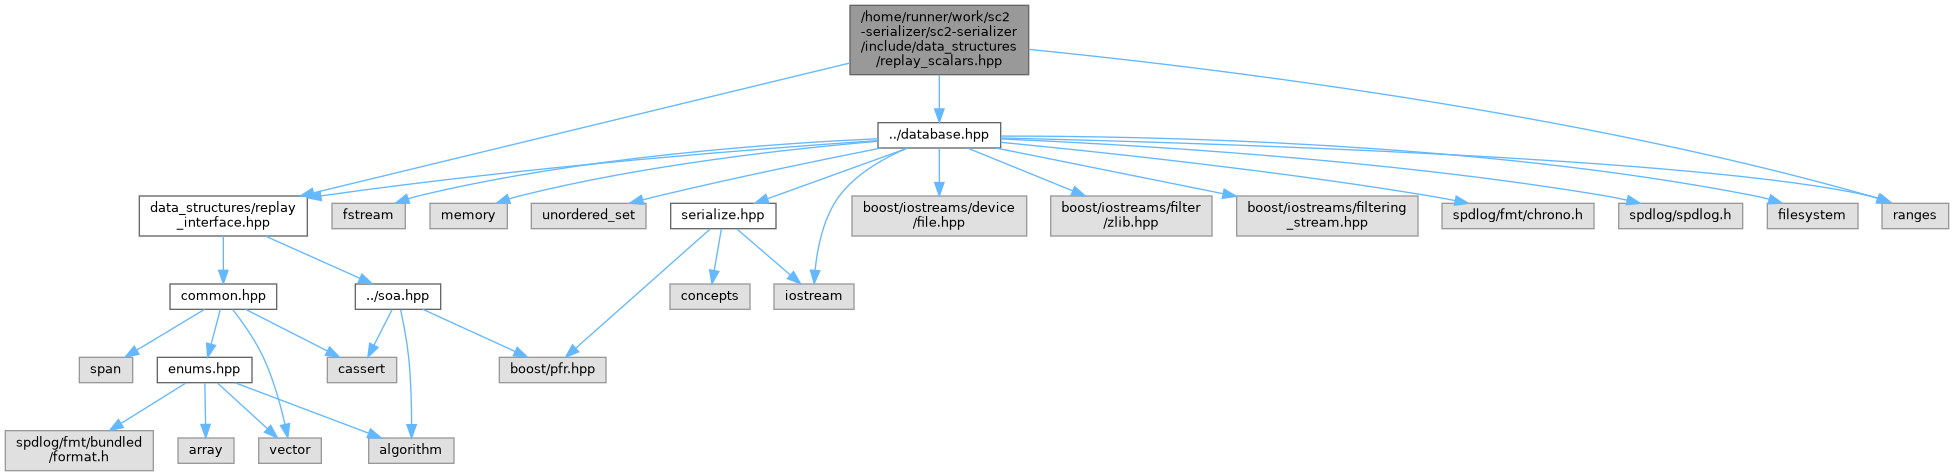 /home/runner/work/sc2
-serializer/sc2-serializer
/include/data_structures
/replay_scalars.hpp
../database.hpp
data_structures/replay
_interface.hpp
fstream
memory
unordered_set
serialize.hpp
boost/iostreams/device
/file.hpp
boost/iostreams/filter
/zlib.hpp
boost/iostreams/filtering
_stream.hpp
spdlog/fmt/chrono.h
spdlog/spdlog.h
filesystem
ranges
common.hpp
../soa.hpp
concepts
iostream
span
enums.hpp
cassert
boost/pfr.hpp
spdlog/fmt/bundled
/format.h
array
vector
algorithm